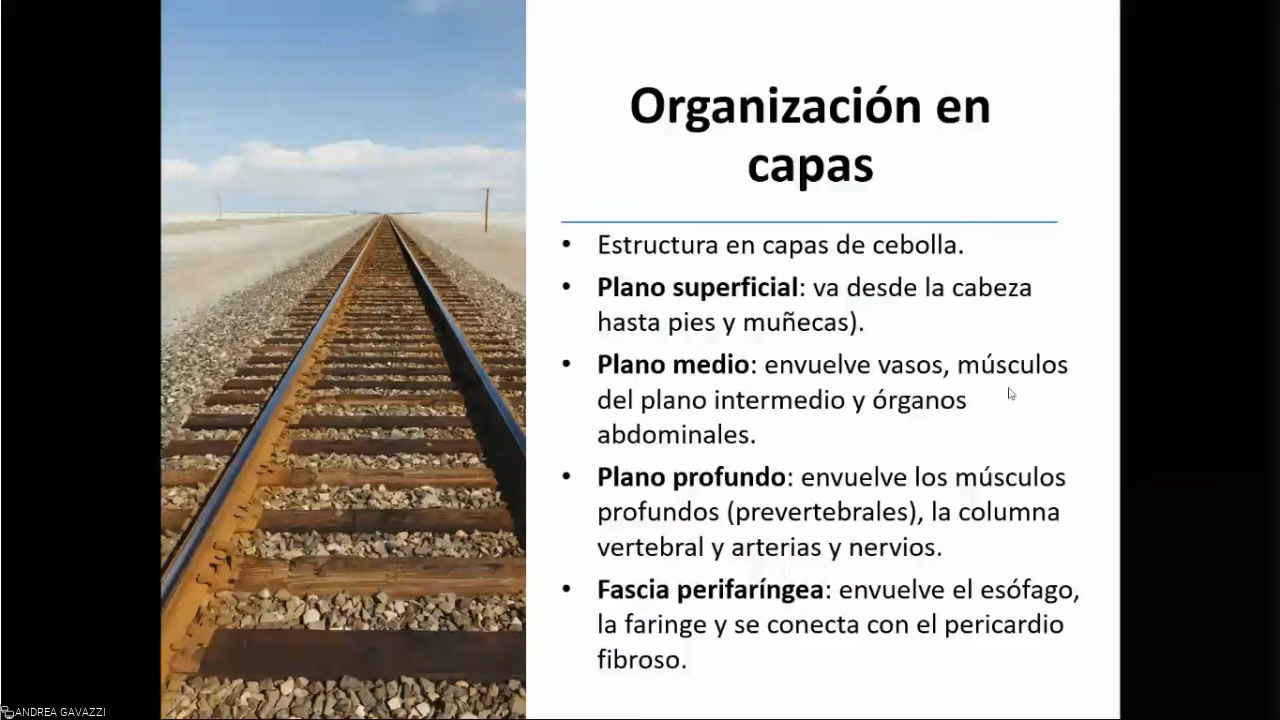 Organización en
capas
• Estructura en capas de cebolla.
• Plano superficial: va desde la cabeza
hasta pies y muñecas).
• Plano medio: envuelve vasos, músculos
del plano intermedio y órganos
abdominales.
• Plano profundo: envuelve los músculos
profundos (prevertebrales), la columna
vertebral y arterias y nervios.
• Fascia perifaríngea: envuelve el esófago,
la faringe y se conecta con el pericardio
fibroso.
ANDREA GAVAZZI